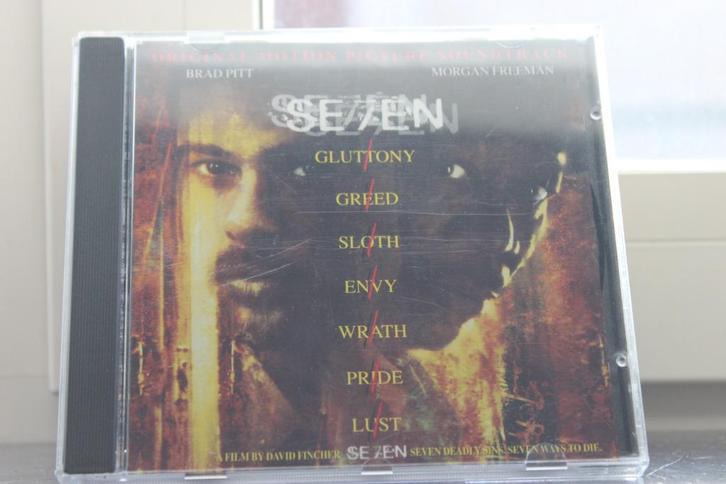 ORIGINAL MOTION PICTURE SOUNDTRACK
BRAD PITT MORGAN FREEMAN
SE7EN
GLUTTONY
GREED
SLOTH
ENVY
WRATH
PRIDE
LUST
A FILM BY DAVID FINCHER SE7EN SEVEN DEADLY SINS. SEVEN WAYS TO DIE.